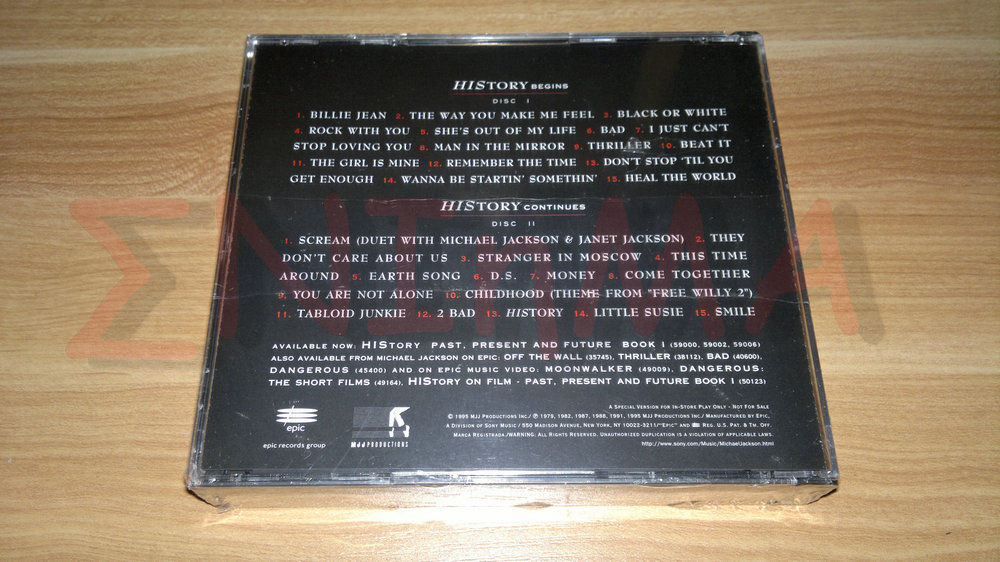 HIStory BEGINS
DISC I
1. BILLIE JEAN 2. THE WAY YOU MAKE ME FEEL 3. BLACK OR WHITE
4. ROCK WITH YOU 5. SHE'S OUT OF MY LIFE 6. BAD 7. I JUST CAN'T
STOP LOVING YOU 8. MAN IN THE MIRROR 9. THRILLER 10. BEAT IT
11. THE GIRL IS MINE 12. REMEMBER THE TIME 13. DON'T STOP 'TIL YOU
GET ENOUGH 14. WANNA BE STARTIN' SOMETHIN' 15. HEAL THE WORLD
HIStory CONTINUES
DISC II
1. SCREAM (DUET WITH MICHAEL JACKSON & JANET JACKSON) 2. THEY
DON'T CARE ABOUT US 3. STRANGER IN MOSCOW 4. THIS TIME
AROUND 5. EARTH SONG 6. D.S. 7. MONEY 8. COME TOGETHER
9. YOU ARE NOT ALONE 10. CHILDHOOD (THEME FROM "FREE WILLY 2")
11. TABLOID JUNKIE 12. 2 BAD 13. HISTORY 14. LITTLE SUSIE 15. SMILE
AVAILABLE NOW: HIStory PAST, PRESENT AND FUTURE BOOK I (59000, 59002, 59006)
ALSO AVAILABLE FROM MICHAEL JACKSON ON EPIC: OFF THE WALL (35745), THRILLER (38112), BAD (40600),
DANGEROUS (45400) AND ON EPIC MUSIC VIDEO: MOONWALKER (49009), DANGEROUS:
THE SHORT FILMS (49164), HIStory ON FILM - PAST, PRESENT AND FUTURE BOOK I (50123)
A Special Version for In-Store Play Only - Not For Sale
© 1995 MJJ Productions Inc./ ℗ 1979, 1982, 1987, 1988, 1991, 1995 MJJ Productions Inc./ Manufactured by Epic,
A Division of Sony Music / 550 Madison Avenue, New York, NY 10022-3211/"Epic" and Reg. U.S. Pat. & Tm. Off.
Marca Registrada./WARNING: All Rights Reserved. Unauthorized duplication is a violation of applicable laws.
http://www.sony.com/Music/MichaelJackson.html
epic
epic records group
MJJ PRODUCTIONS
ΣNIGMA